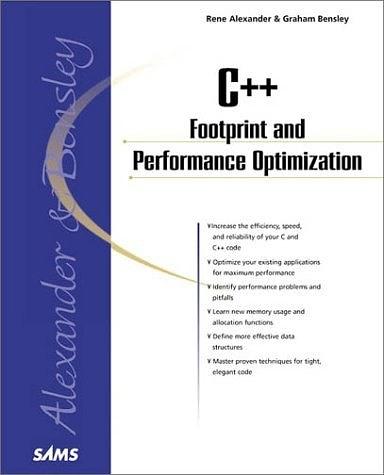 Rene Alexander & Graham Bensley
C++
Footprint and
Performance Optimization
Alexander & Bensley
¥Increase the efficiency, speed,
and reliability of your C and
C++ code
¥ Optimize your existing applications
for maximum performance
¥ Identify performance problems and
pitfalls
¥ Learn new memory usage and
allocation functions
¥ Define more effective data
structures
¥ Master proven techniques for tight,
elegant code
SAMS